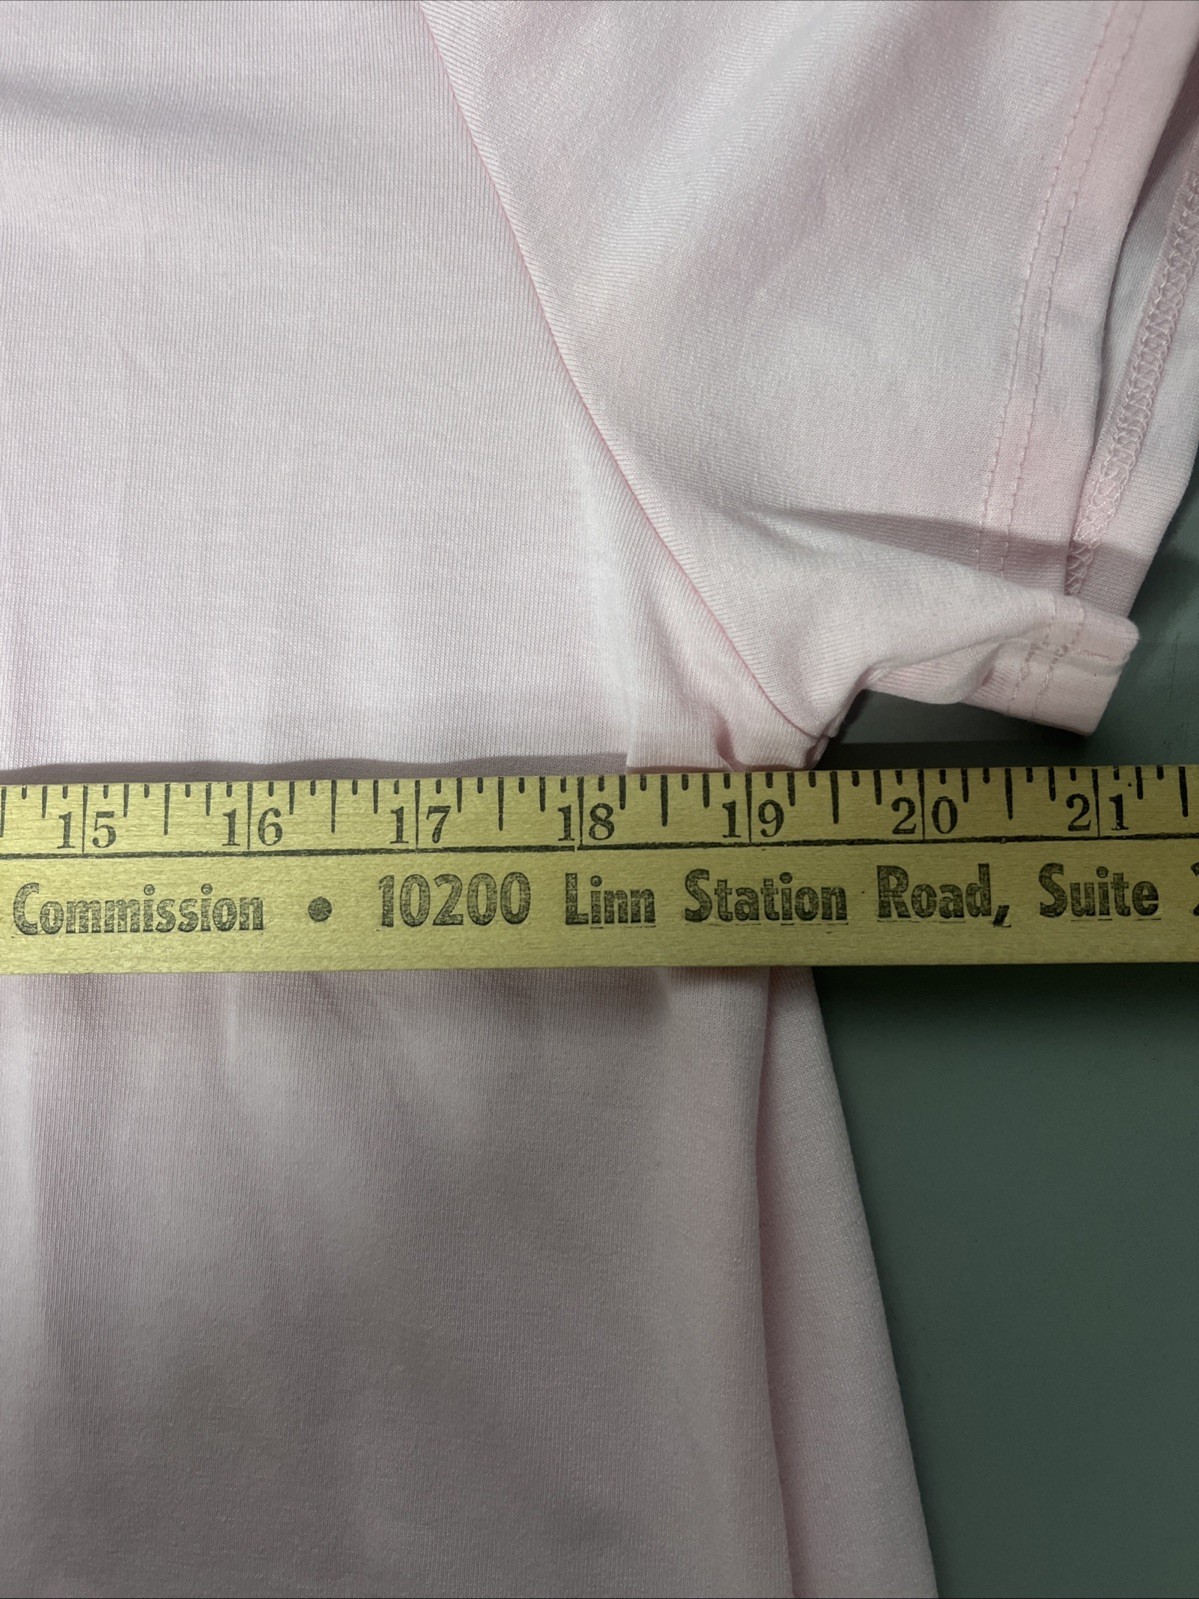 15 16 17 18 19 20 21
Commission • 10200 Linn Station Road, Suite